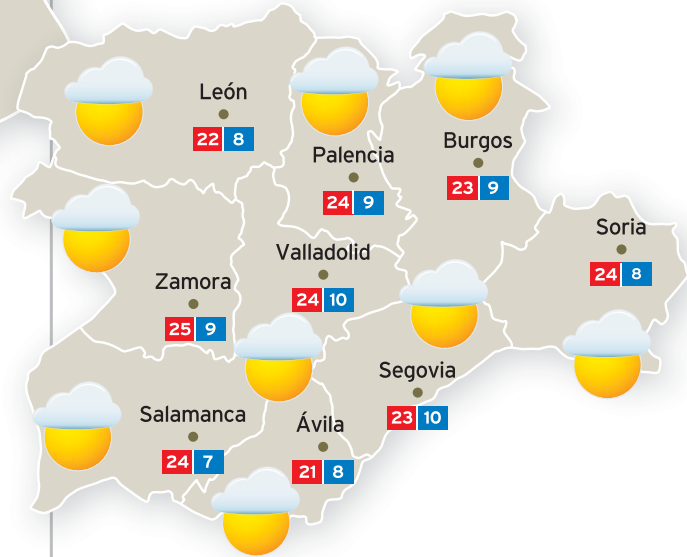 León
22 8
Palencia
24 9
Burgos
23 9
Soria
24 8
Valladolid
24 10
Zamora
25 9
Segovia
23 10
Salamanca
24 7
Ávila
21 8